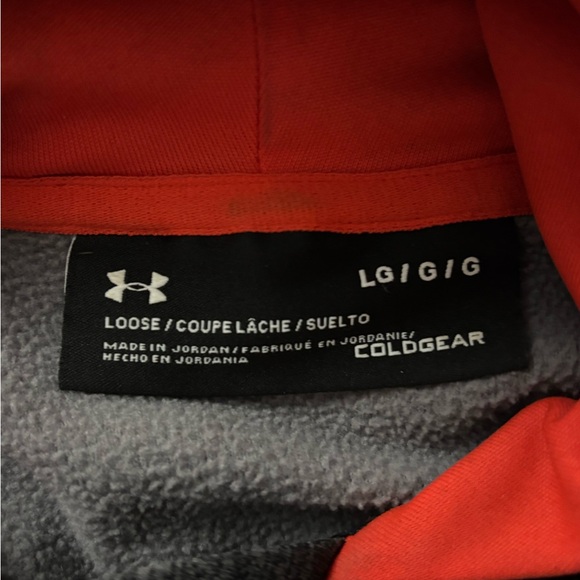 LG / G / G
LOOSE / COUPE LÂCHE / SUELTO
MADE IN JORDAN / FABRIQUÉ EN JORDANIE/
HECHO EN JORDANIA
COLDGEAR